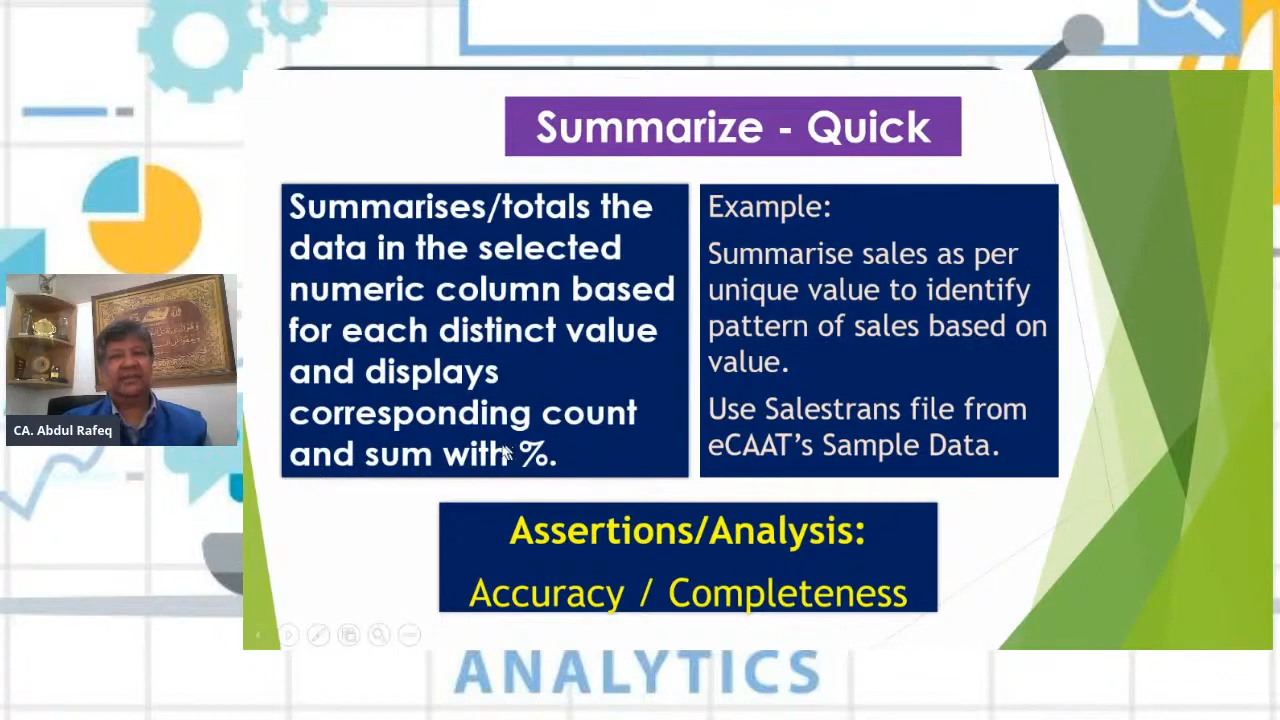 Summarize - Quick
Summarises/totals the
data in the selected
numeric column based
for each distinct value
and displays
corresponding count
and sum with %.
Example:
Summarise sales as per
unique value to identify
pattern of sales based on
value.
Use Salestrans file from
eCAAT’s Sample Data.
Assertions/Analysis:
Accuracy / Completeness
CA. Abdul Rafeq
ANALYTICS